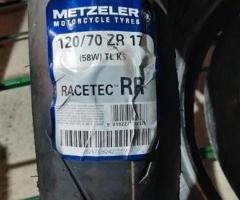 METZELER
MOTORCYCLE TYRES
120/70 ZR 17
(58W) TL K
RACETEC RR